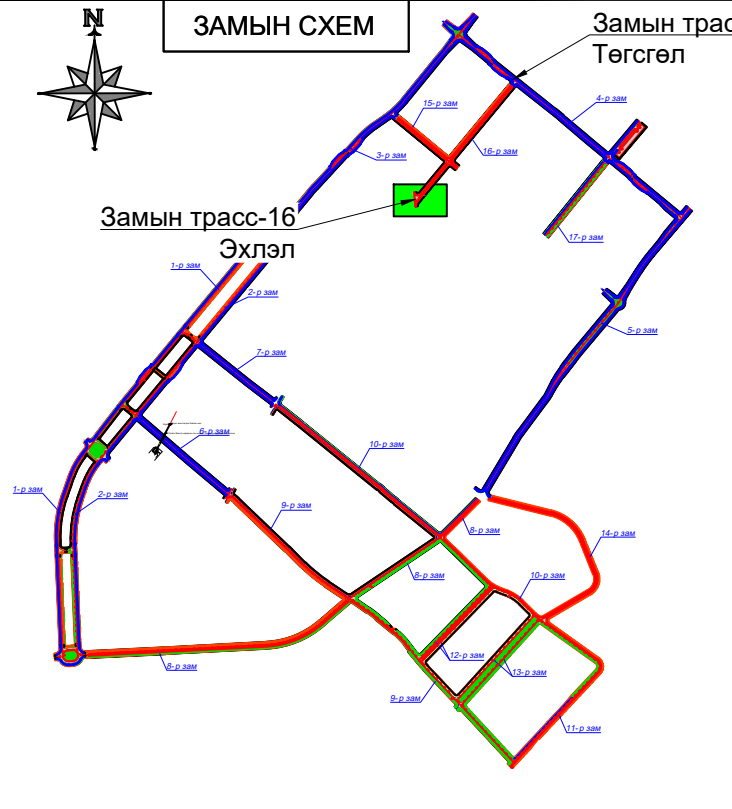 N
ЗАМЫН СХЕМ
Замын трас
Төгсгөл
15-р зам
4-р зам
16-р зам
3-р зам
Замын трасс-16
Эхлэл
17-р зам
1-р зам
2-р зам
5-р зам
7-р зам
6-р зам
10-р зам
1-р зам
2-р зам
9-р зам
8-р зам
14-р зам
8-р зам
10-р зам
12-р зам
8-р зам
13-р зам
9-р зам
11-р зам